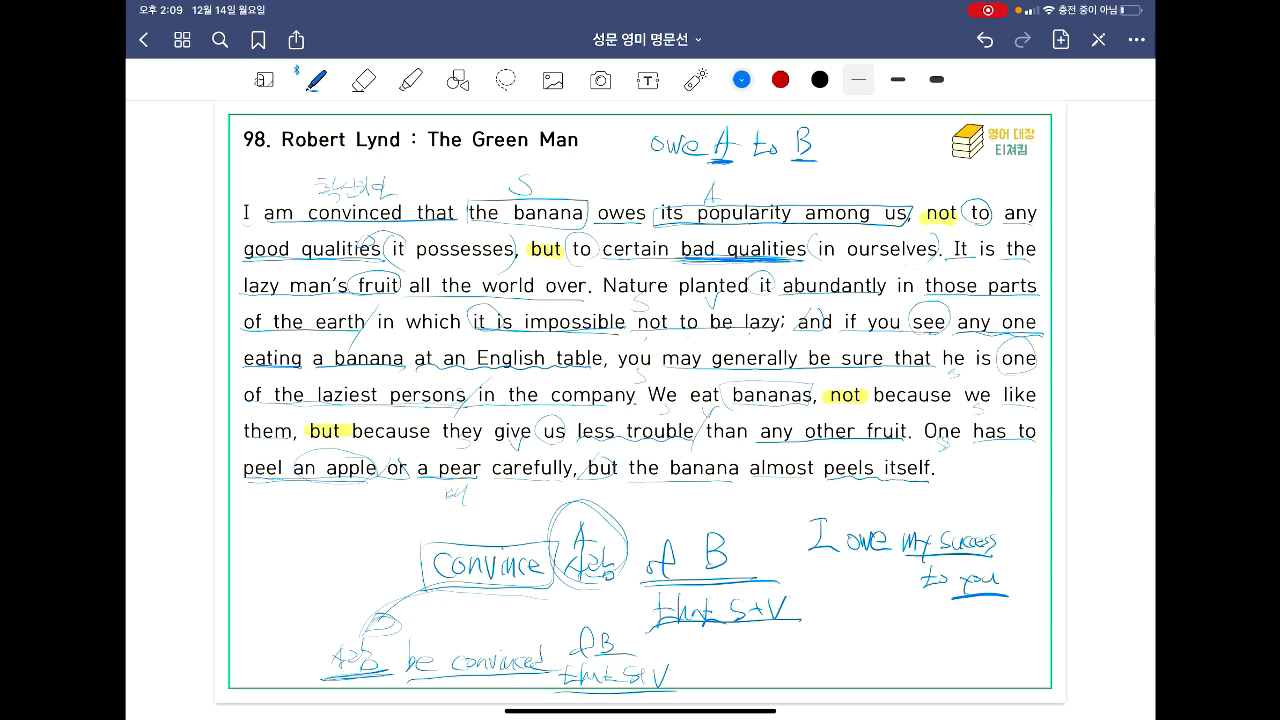 오후 2:09 12월 14일 월요일
충전 중이 아님
성문 영미 명문선
98. Robert Lynd : The Green Man
owe A to B
영어 대장
티쳐킴
S
A
I am convinced that the banana owes its popularity among us, not to any
good qualities it possesses, but to certain bad qualities in ourselves. It is the
lazy man's fruit all the world over. Nature planted it abundantly in those parts
S V
of the earth in which it is impossible not to be lazy; and if you see any one
eating a banana at an English table, you may generally be sure that he is one
S S
of the laziest persons in the company. We eat bananas, not because we like
S V S
them, but because they give us less trouble than any other fruit. One has to
S V S
peel an apple or a pear carefully, but the banana almost peels itself.
Convince A of B
that S+V
I owe my success
to you
be convinced of B
that S+V